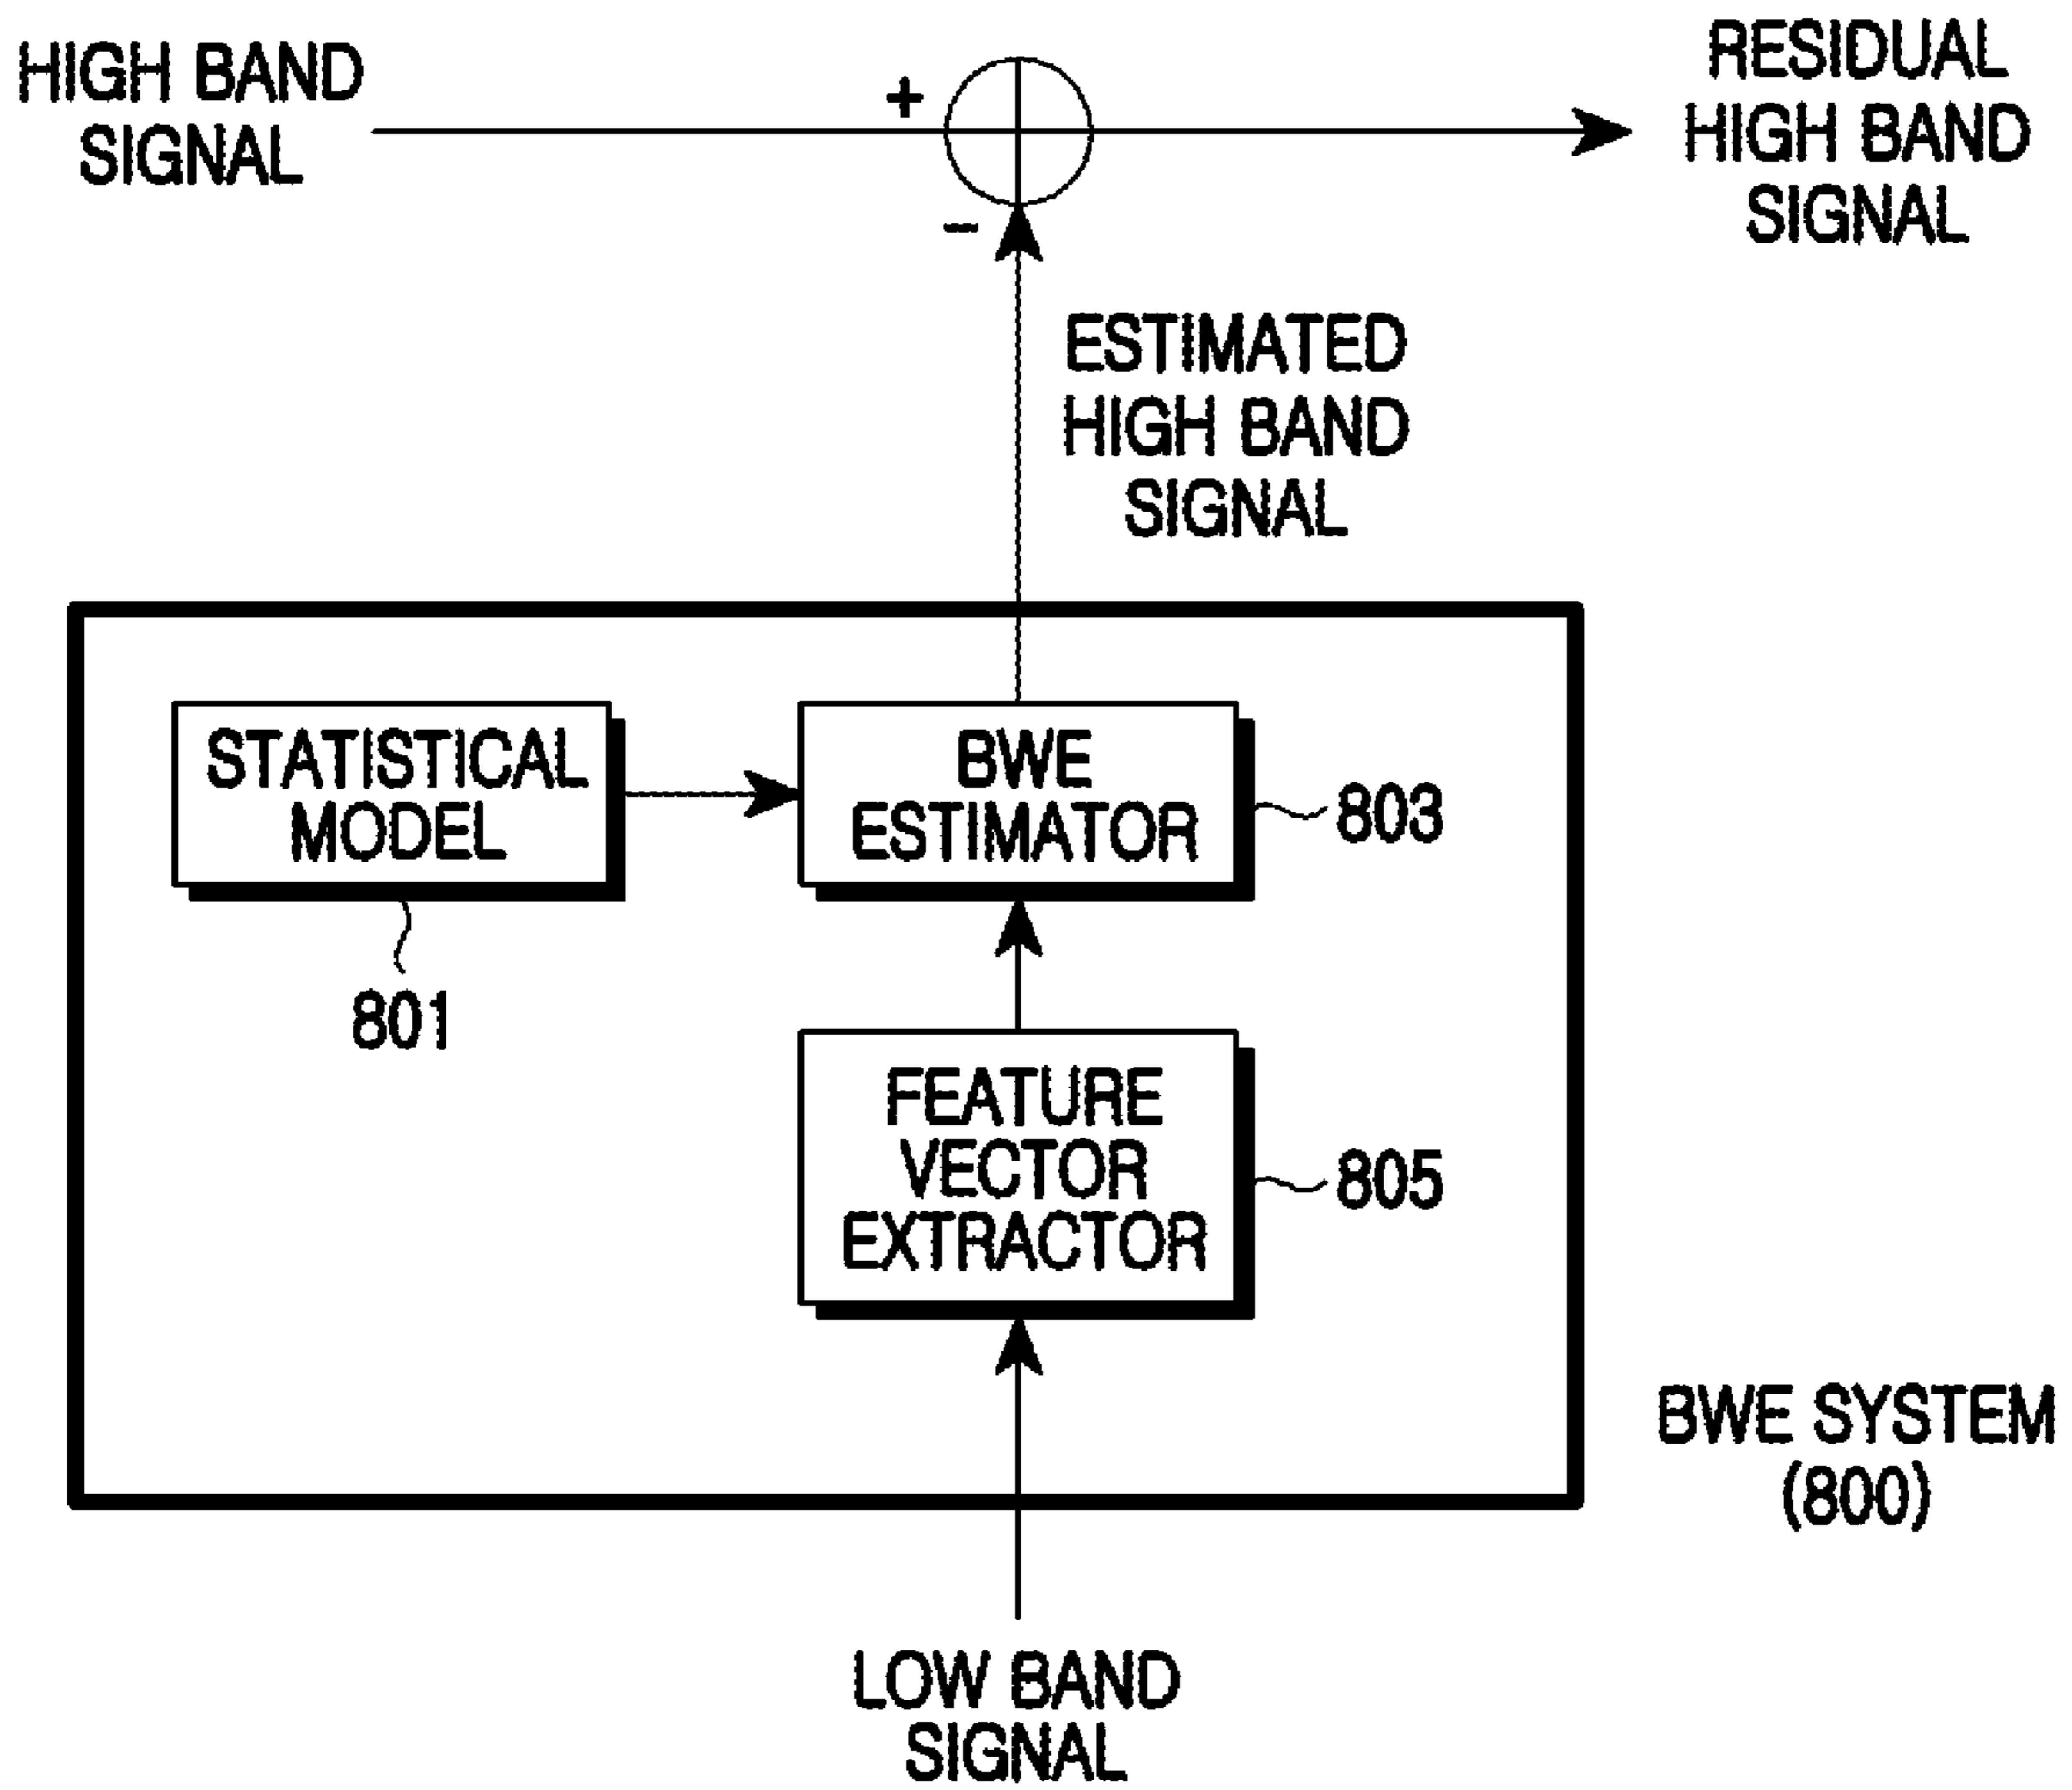 HIGH BAND
SIGNAL
+
-
RESIDUAL
HIGH BAND
SIGNAL
ESTIMATED
HIGH BAND
SIGNAL
STATISTICAL
MODEL
801
BWE
ESTIMATOR
803
FEATURE
VECTOR
EXTRACTOR
805
BWE SYSTEM
(800)
LOW BAND
SIGNAL